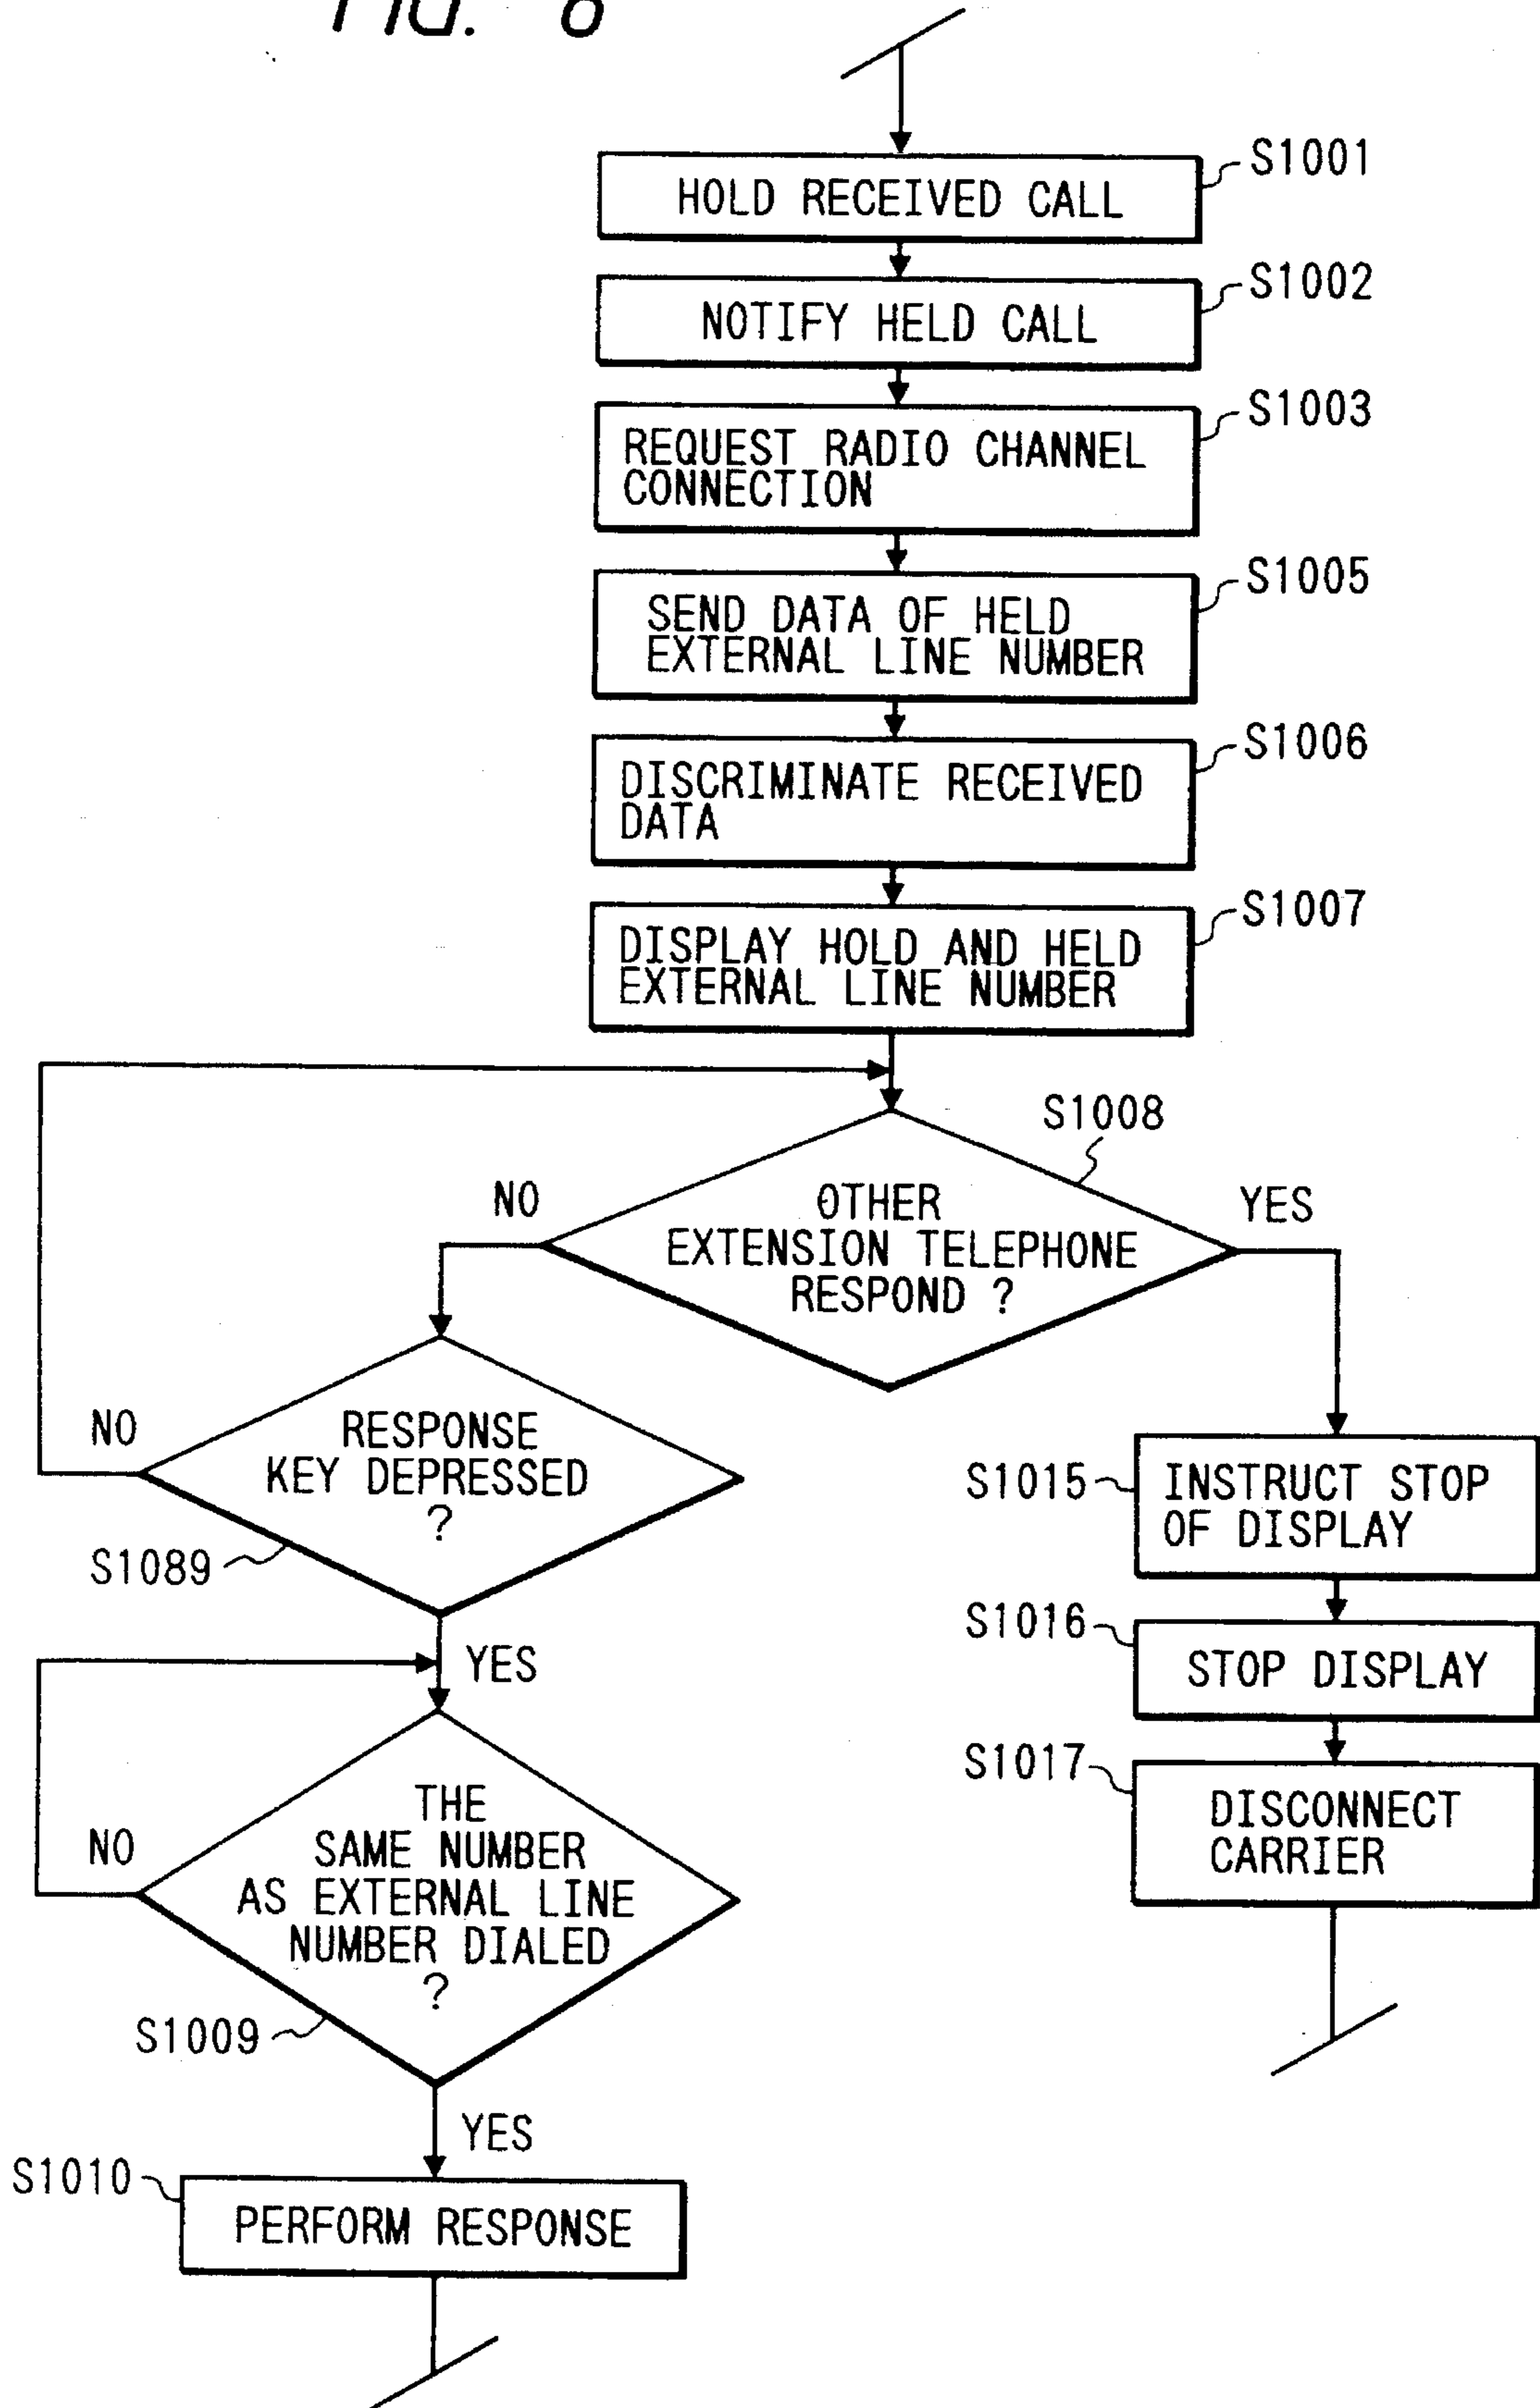 FIG. 6
S1001
HOLD RECEIVED CALL
S1002
NOTIFY HELD CALL
S1003
REQUEST RADIO CHANNEL
CONNECTION
S1005
SEND DATA OF HELD
EXTERNAL LINE NUMBER
S1006
DISCRIMINATE RECEIVED
DATA
S1007
DISPLAY HOLD AND HELD
EXTERNAL LINE NUMBER
S1008
NO
YES
OTHER
EXTENSION TELEPHONE
RESPOND ?
NO
RESPONSE
KEY DEPRESSED
?
S1089
YES
S1015
INSTRUCT STOP
OF DISPLAY
S1016
STOP DISPLAY
S1017
DISCONNECT
CARRIER
NO
THE
SAME NUMBER
AS EXTERNAL LINE
NUMBER DIALED
?
S1009
YES
S1010
PERFORM RESPONSE